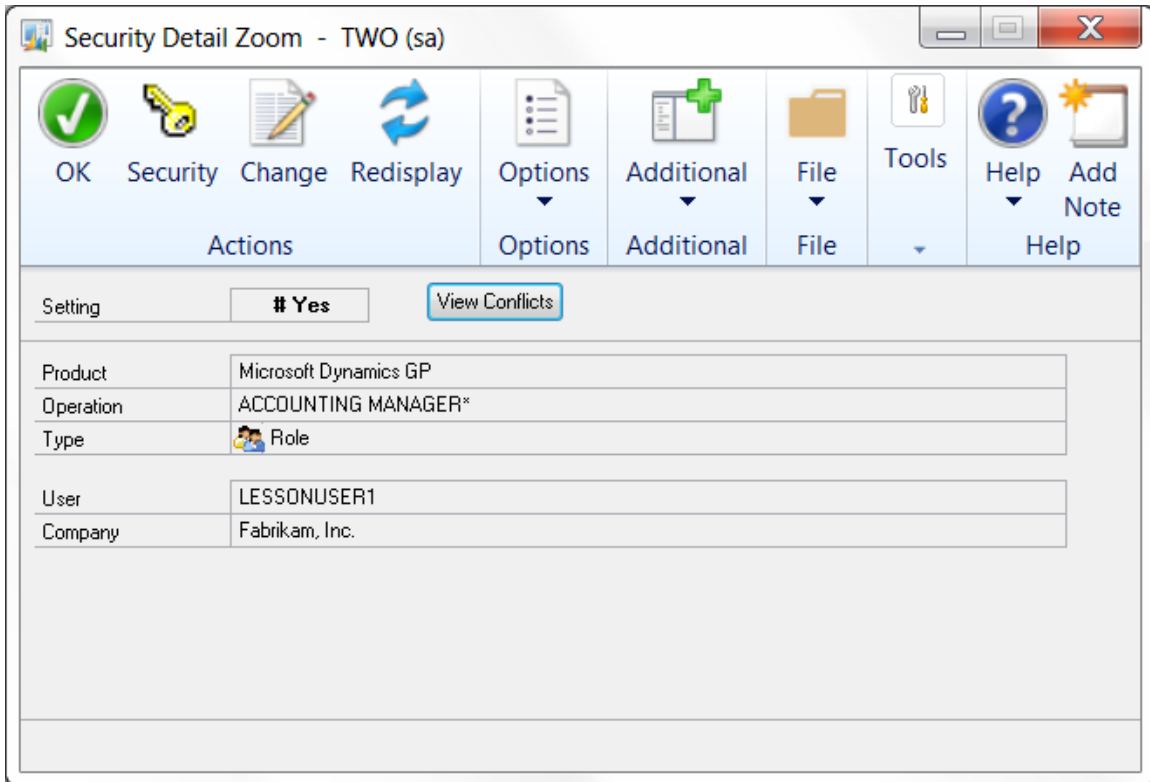 Security Detail Zoom  -  TWO (sa)
OK Security Change Redisplay Options Additional File Tools Help Add Note
Actions Options Additional File Help
Setting # Yes View Conflicts
Product Microsoft Dynamics GP
Operation ACCOUNTING MANAGER*
Type Role
User LESSONUSER1
Company Fabrikam, Inc.